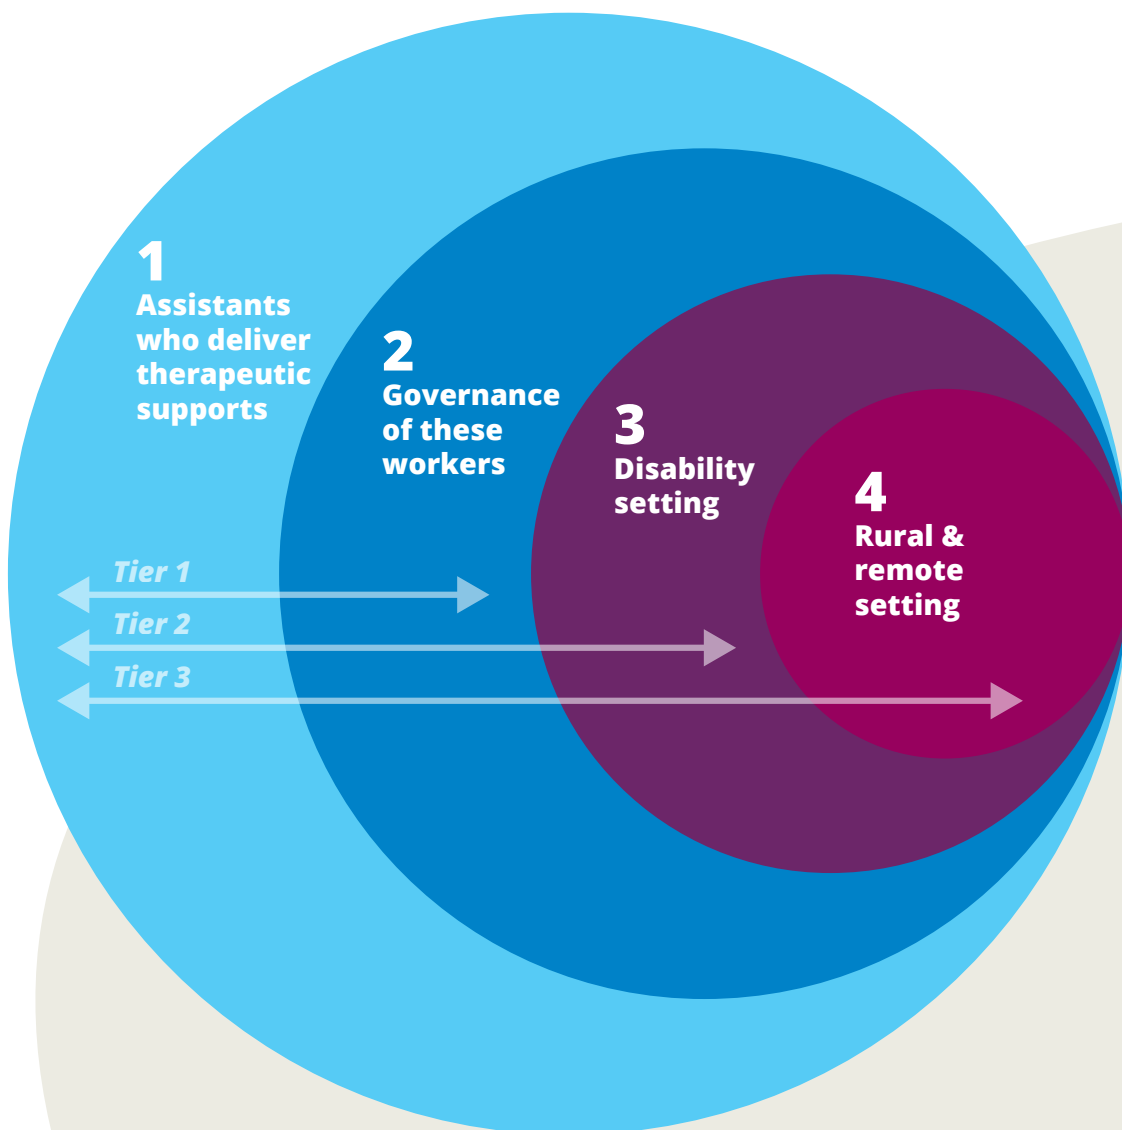 1
Assistants
who deliver
therapeutic
supports
2
Governance
of these
workers
3
Disability
setting
4
Rural &
remote
setting
Tier 1
Tier 2
Tier 3